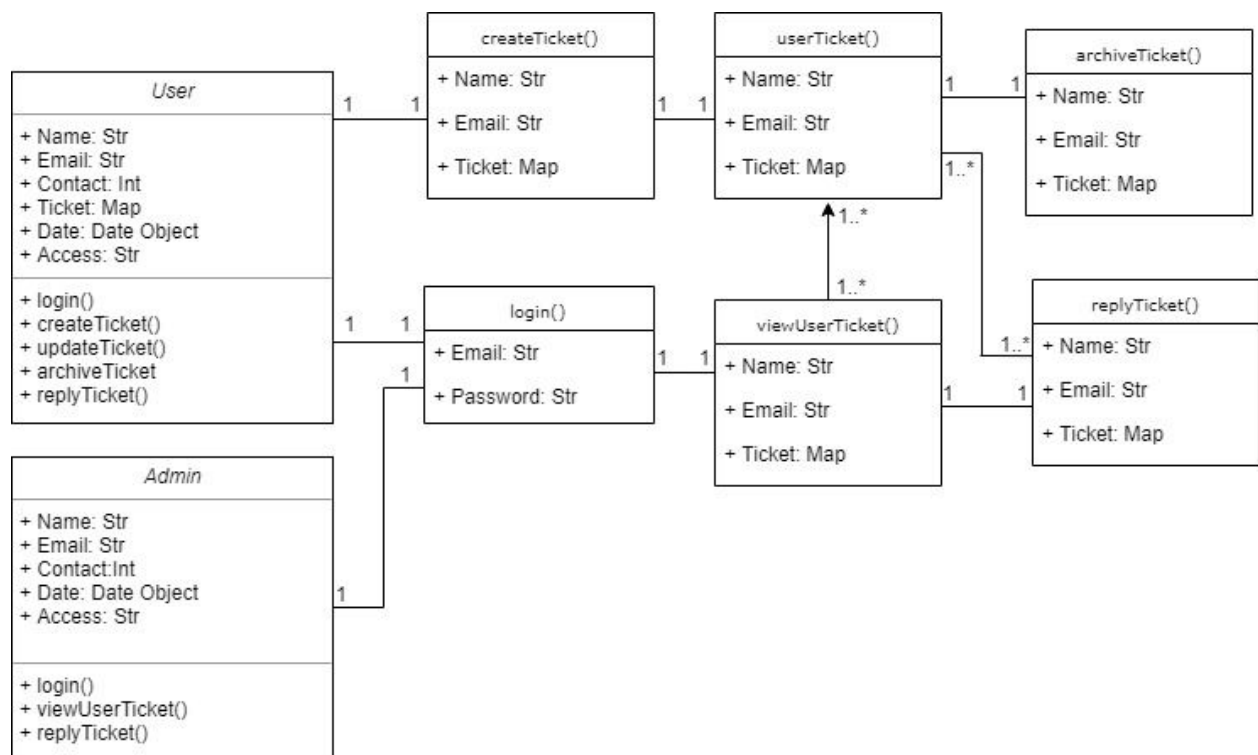 User
+ Name: Str
+ Email: Str
+ Contact: Int
+ Ticket: Map
+ Date: Date Object
+ Access: Str
+ login()
+ createTicket()
+ updateTicket()
+ archiveTicket
+ replyTicket()
1
1
createTicket()
+ Name: Str
+ Email: Str
+ Ticket: Map
1
1
userTicket()
+ Name: Str
+ Email: Str
+ Ticket: Map
1
1
archiveTicket()
+ Name: Str
+ Email: Str
+ Ticket: Map
1..*
1..*
1..*
1..*
1
1
login()
+ Email: Str
+ Password: Str
1
1
1
viewUserTicket()
+ Name: Str
+ Email: Str
+ Ticket: Map
1
1
replyTicket()
+ Name: Str
+ Email: Str
+ Ticket: Map
Admin
+ Name: Str
+ Email: Str
+ Contact:Int
+ Date: Date Object
+ Access: Str
+ login()
+ viewUserTicket()
+ replyTicket()
1